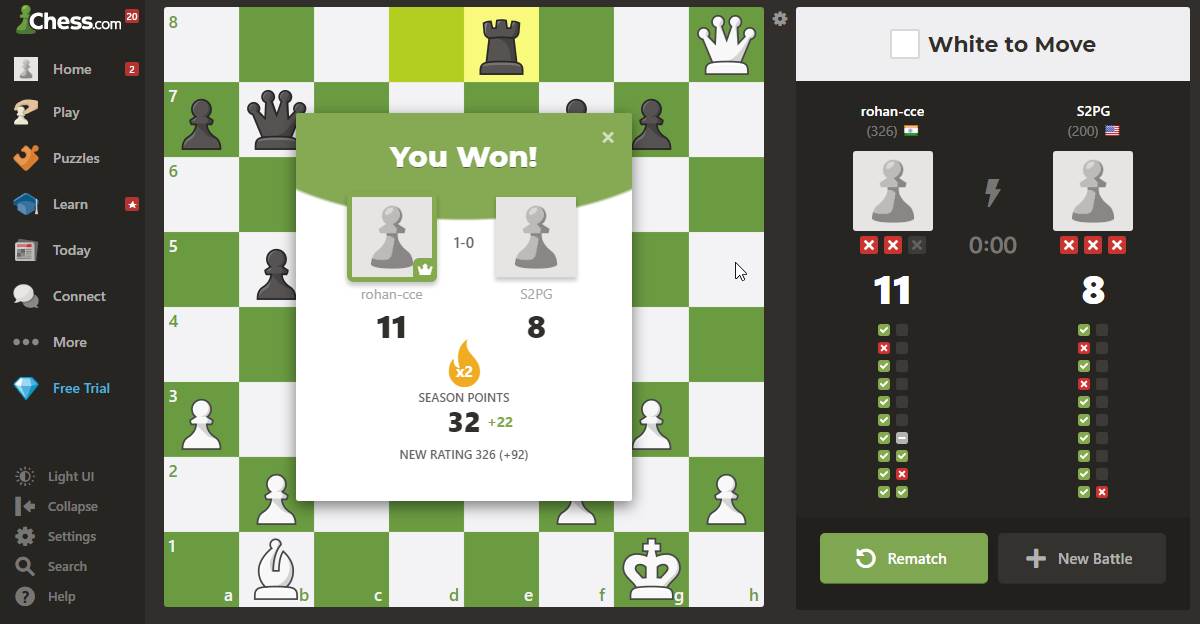 Chess.com 20
Home 2
Play
Puzzles
Learn
Today
Connect
More
Free Trial
Light UI
Collapse
Settings
Search
Help
8
7
6
5
4
3
2
1
a b c d e f g h
You Won!
×
1-0
rohan-cce S2PG
11 8
x2
SEASON POINTS
32 +22
NEW RATING 326 (+92)
White to Move
rohan-cce S2PG
(326) (200)
0:00
11 8
Rematch
New Battle